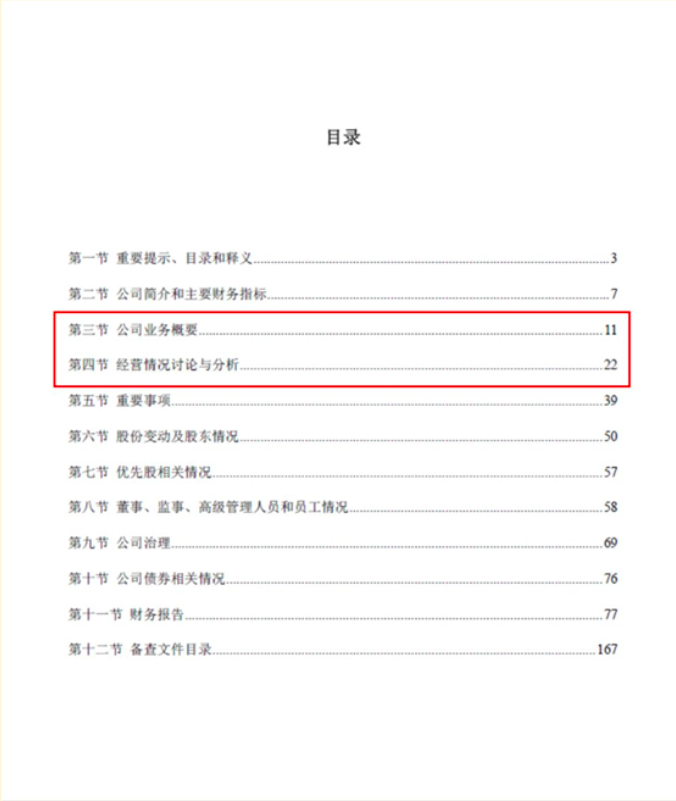 目录
第一节 重要提示、目录和释义 3
第二节 公司简介和主要财务指标 7
第三节 公司业务概要 11
第四节 经营情况讨论与分析 22
第五节 重要事项 39
第六节 股份变动及股东情况 50
第七节 优先股相关情况 57
第八节 董事、监事、高级管理人员和员工情况 58
第九节 公司治理 69
第十节 公司债券相关情况 76
第十一节 财务报告 77
第十二节 备查文件目录 167